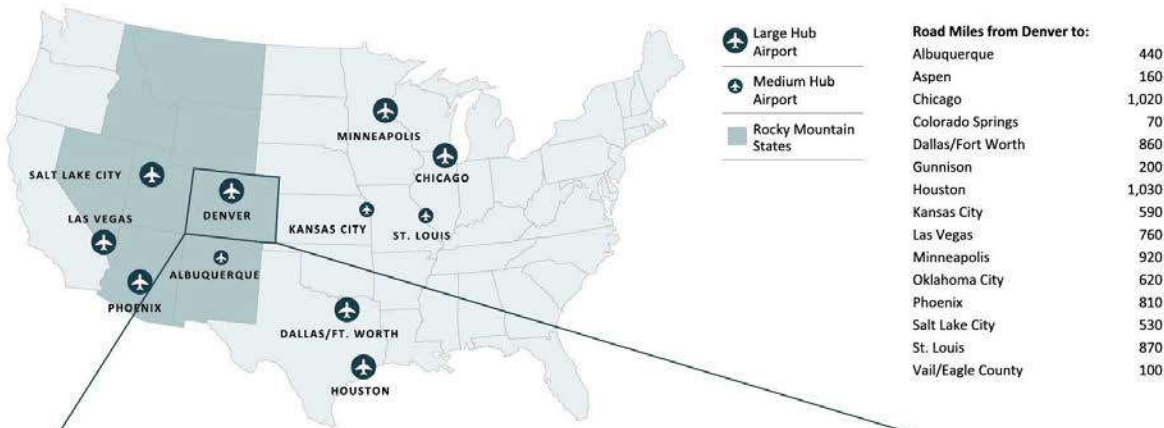 MINNEAPOLIS
CHICAGO
SALT LAKE CITY
DENVER
LAS VEGAS
KANSAS CITY
ST. LOUIS
ALBUQUERQUE
PHOENIX
DALLAS/FT. WORTH
HOUSTON
Large Hub
Airport
Medium Hub
Airport
Rocky Mountain
States
Road Miles from Denver to:
Albuquerque 440
Aspen 160
Chicago 1,020
Colorado Springs 70
Dallas/Fort Worth 860
Gunnison 200
Houston 1,030
Kansas City 590
Las Vegas 760
Minneapolis 920
Oklahoma City 620
Phoenix 810
Salt Lake City 530
St. Louis 870
Vail/Eagle County 100